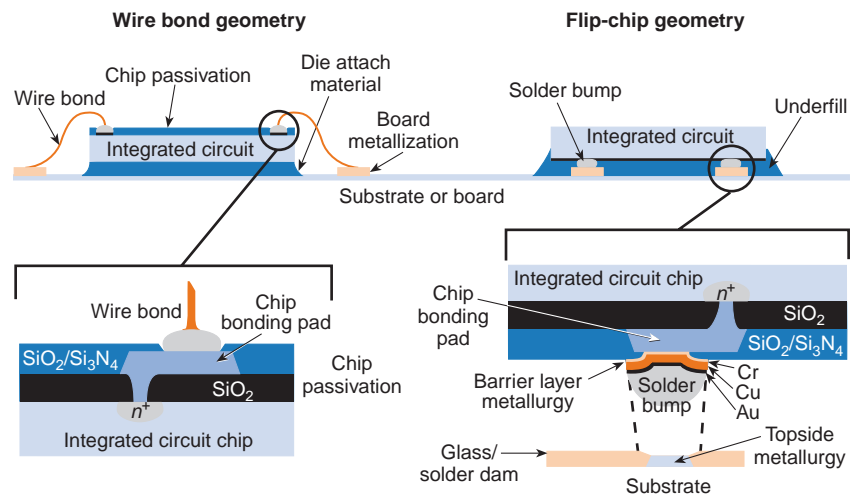 Wire bond geometry
Chip passivation
Die attach
material
Wire bond
Board
metallization
Integrated circuit
Substrate or board
Flip-chip geometry
Solder bump
Underfill
Integrated circuit
Wire bond
Chip
bonding pad
SiO2/Si3N4
Chip
passivation
SiO2
n+
Integrated circuit chip
Integrated circuit chip
Chip
bonding
pad
n+
SiO2
SiO2/Si3N4
Barrier layer
metallurgy
Cr
Cu
Au
Solder
bump
Glass/
solder dam
Topside
metallurgy
Substrate